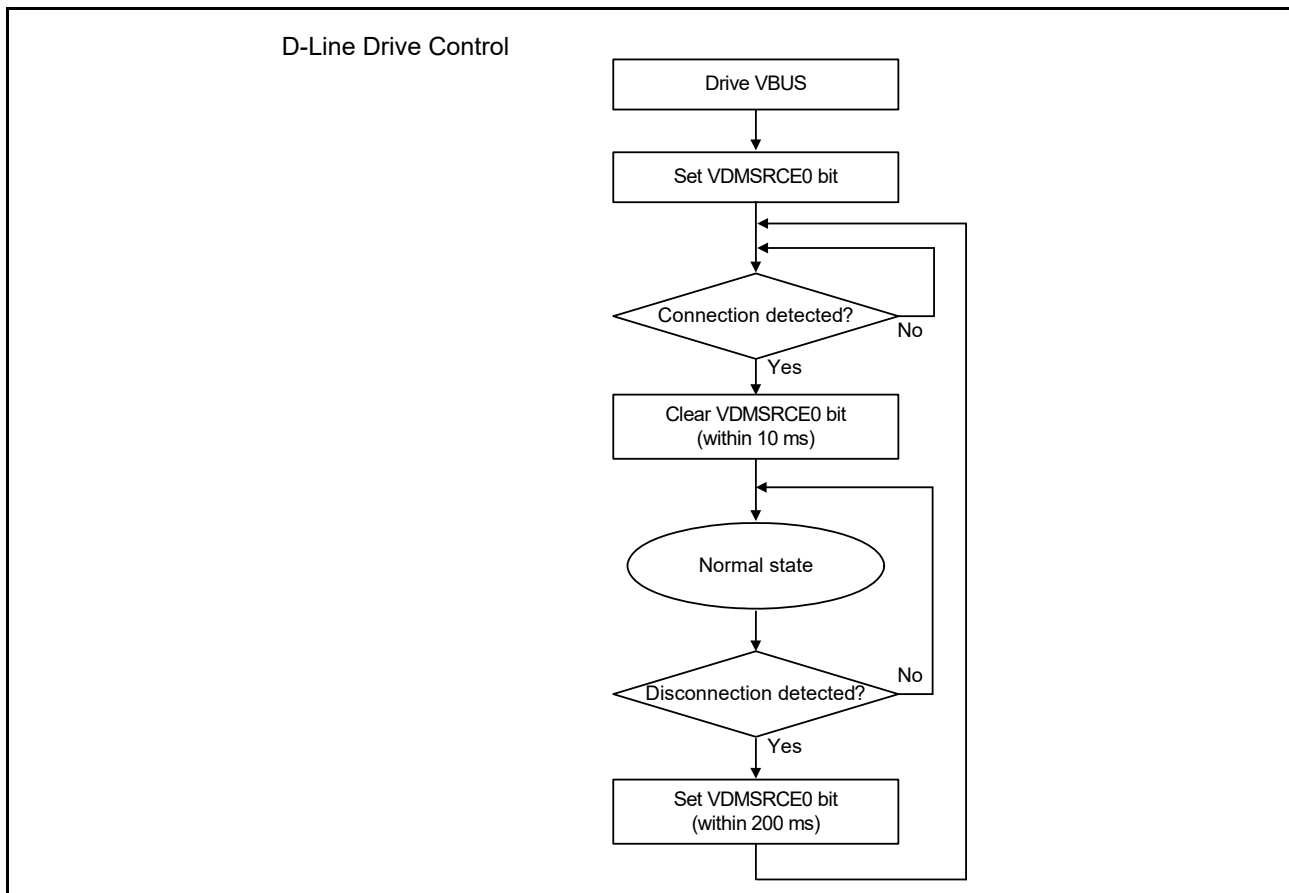 D-Line Drive Control
Drive VBUS
Set VDMSRCE0 bit
Connection detected?
No
Yes
Clear VDMSRCE0 bit
(within 10 ms)
Normal state
Disconnection detected?
No
Yes
Set VDMSRCE0 bit
(within 200 ms)